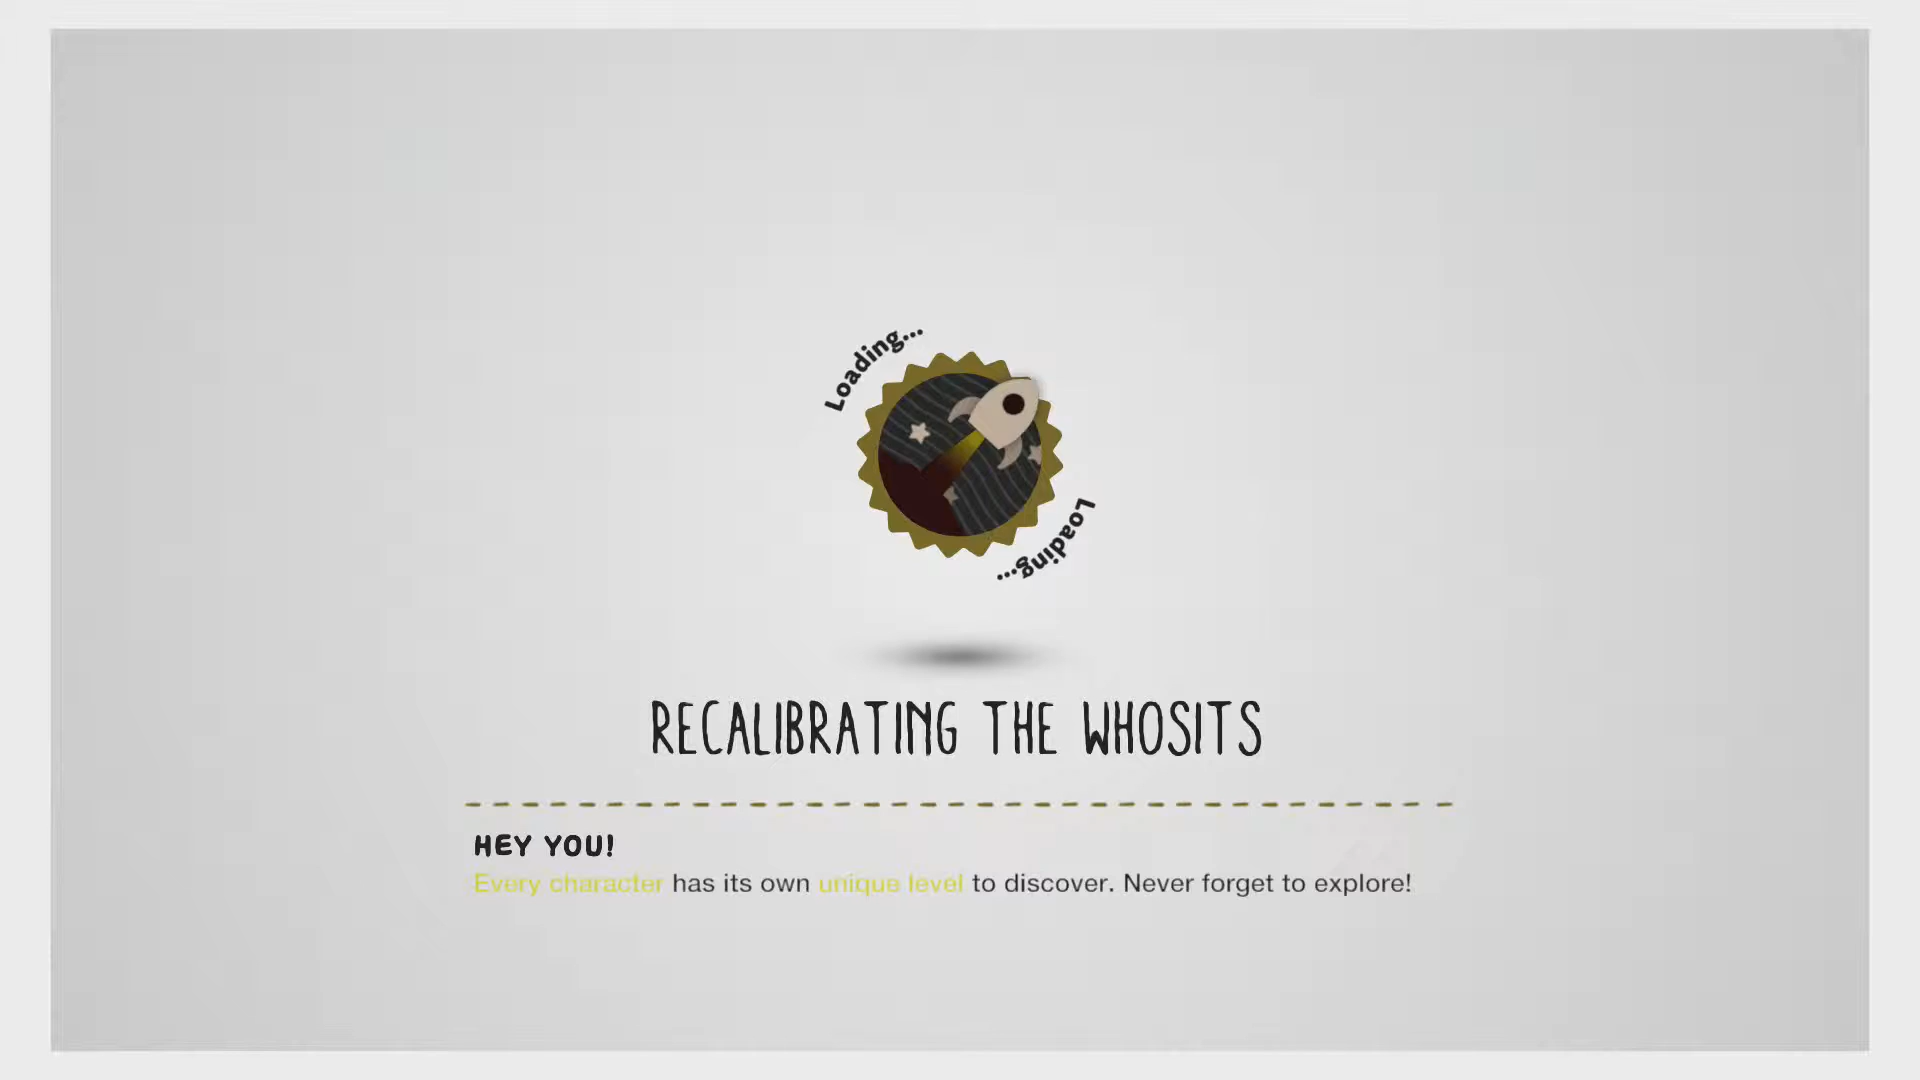 Loading...
Loading...
RECALIBRATING THE WHOSITS
HEY YOU!
Every character has its own unique level to discover. Never forget to explore!